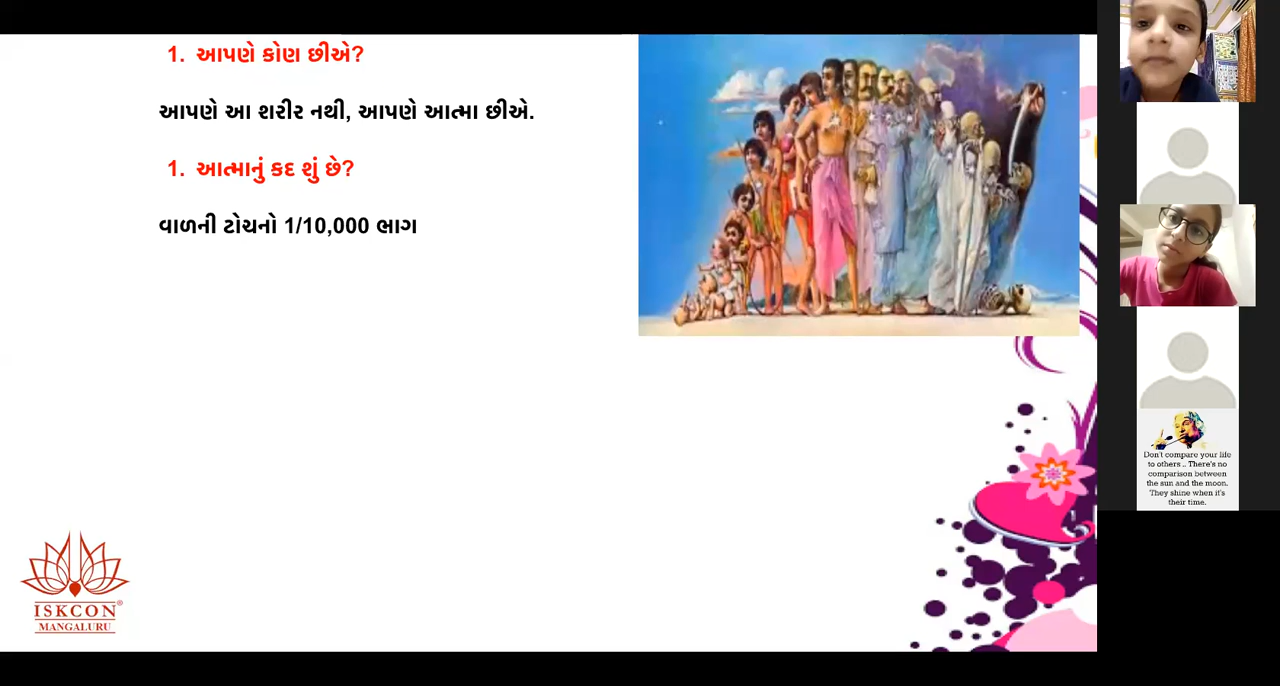 1. આપણે કોણ છીએ?
આપણે આ શરીર નથી, આપણે આત્મા છીએ.
1. આત્માનું કદ શું છે?
વાળની ટોચનો 1/10,000 ભાગ
ISKCON®
MANGALURU
Don't compare your life
to others .. There's no
comparison between
the sun and the moon.
They shine when it's
their time.